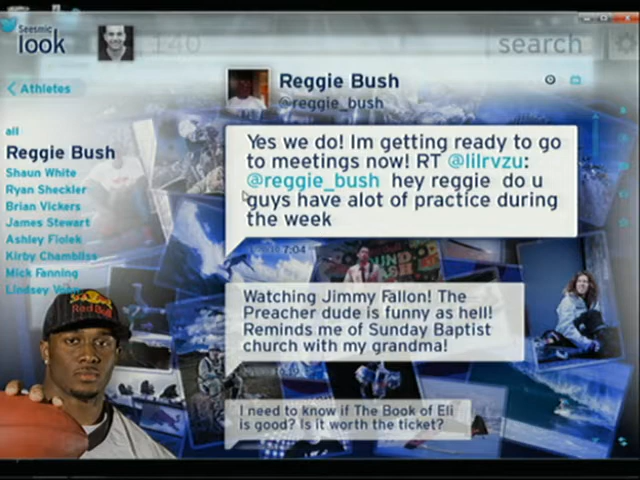 Seesmic
look
140
search
Athletes
all
Reggie Bush
Shaun White
Ryan Sheckler
Brian Vickers
James Stewart
Ashley Fiolek
Kirby Chambliss
Mick Fanning
Lindsey Vonn
Reggie Bush
@reggie_bush
Yes we do! Im getting ready to go
to meetings now! RT @lilrvzu:
@reggie_bush hey reggie do u
guys have alot of practice during
the week
7:04
Watching Jimmy Fallon! The
Preacher dude is funny as hell!
Reminds me of Sunday Baptist
church with my grandma!
I need to know if The Book of Eli
is good? Is it worth the ticket?
Red Bull